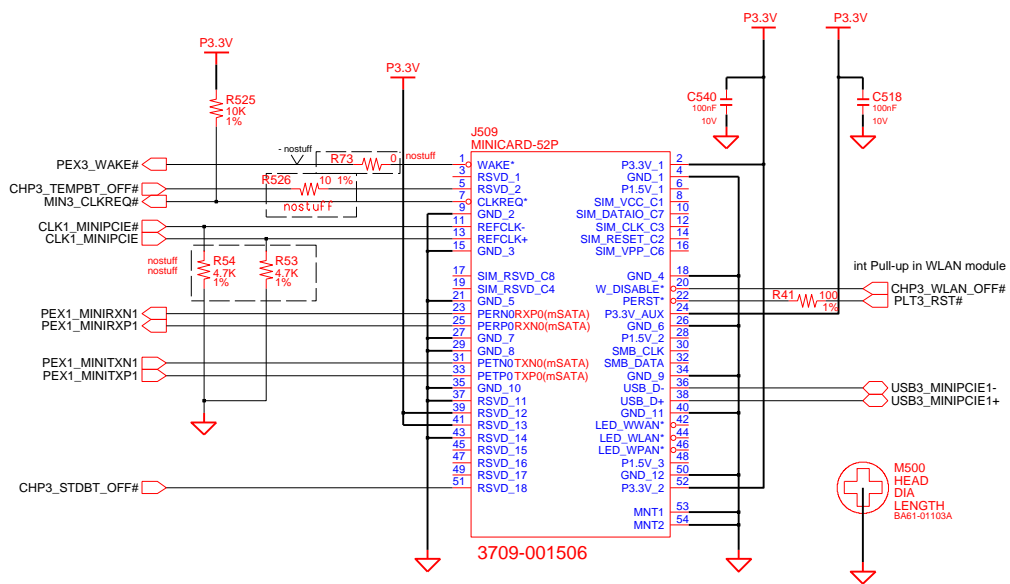 P3.3V
P3.3V
P3.3V
P3.3V
R525
10K
1%
C540
100nF
10V
C518
100nF
10V
J509
MINICARD-52P
- nostuff
R73 0 nostuff
R526 10 1%
nostuff
PEX3_WAKE#
CHP3_TEMPBT_OFF#
MIN3_CLKREQ#
CLK1_MINIPCIE#
CLK1_MINIPCIE
nostuff
nostuff
R54
4.7K
1%
R53
4.7K
1%
PEX1_MINIRXN1
PEX1_MINIRXP1
PEX1_MINITXN1
PEX1_MINITXP1
CHP3_STDBT_OFF#
1 WAKE*
3 RSVD_1
5 RSVD_2
7 CLKREQ*
9 GND_2
11 REFCLK-
13 REFCLK+
15 GND_3
17 SIM_RSVD_C8
19 SIM_RSVD_C4
21 GND_5
23 PERN0RXP0(mSATA)
25 PERP0RXN0(mSATA)
27 GND_7
29 GND_8
31 PETN0TXN0(mSATA)
33 PETP0TXP0(mSATA)
35 GND_10
37 RSVD_11
39 RSVD_12
41 RSVD_13
43 RSVD_14
45 RSVD_15
47 RSVD_16
49 RSVD_17
51 RSVD_18
P3.3V_1 2
GND_1 4
P1.5V_1 6
SIM_VCC_C1 8
SIM_DATAIO_C7 10
SIM_CLK_C3 12
SIM_RESET_C2 14
SIM_VPP_C6 16
GND_4 18
W_DISABLE* 20
PERST* 22
P3.3V_AUX 24
GND_6 26
P1.5V_2 28
SMB_CLK 30
SMB_DATA 32
GND_9 34
USB_D- 36
USB_D+ 38
GND_11 40
LED_WWAN* 42
LED_WLAN* 44
LED_WPAN* 46
P1.5V_3 48
GND_12 50
P3.3V_2 52
MNT1 53
MNT2 54
3709-001506
int Pull-up in WLAN module
CHP3_WLAN_OFF#
R41 100
1%
PLT3_RST#
USB3_MINIPCIE1-
USB3_MINIPCIE1+
M500
HEAD
DIA
LENGTH
BA61-01103A